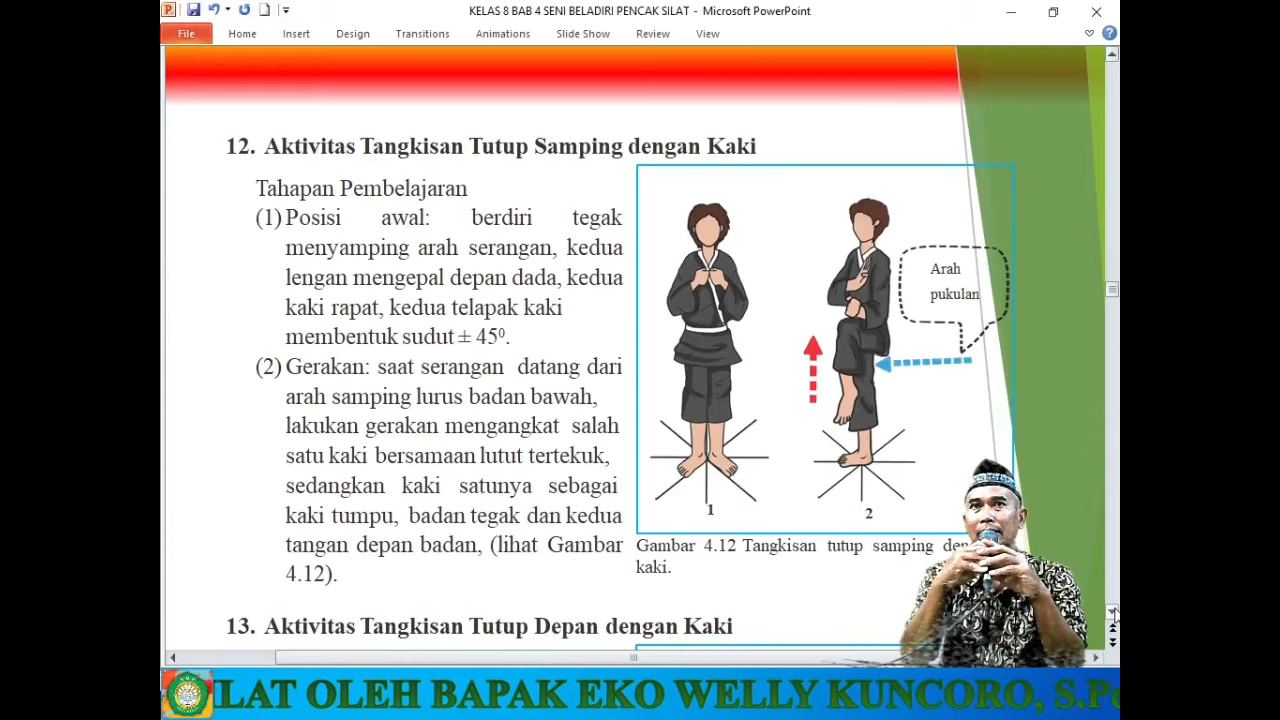 KELAS 8 BAB 4 SENI BELADIRI PENCAK SILAT - Microsoft PowerPoint
File Home Insert Design Transitions Animations Slide Show Review View
12. Aktivitas Tangkisan Tutup Samping dengan Kaki
Tahapan Pembelajaran
(1) Posisi awal: berdiri tegak
menyamping arah serangan, kedua
lengan mengepal depan dada, kedua
kaki rapat, kedua telapak kaki
membentuk sudut ± 45⁰.
(2) Gerakan: saat serangan datang dari
arah samping lurus badan bawah,
lakukan gerakan mengangkat salah
satu kaki bersamaan lutut tertekuk,
sedangkan kaki satunya sebagai
kaki tumpu, badan tegak dan kedua
tangan depan badan, (lihat Gambar
4.12).
Arah
pukulan
1
2
Gambar 4.12 Tangkisan tutup samping den
kaki.
13. Aktivitas Tangkisan Tutup Depan dengan Kaki
LAT OLEH BAPAK EKO WELLY KUNCORO, S.Pd